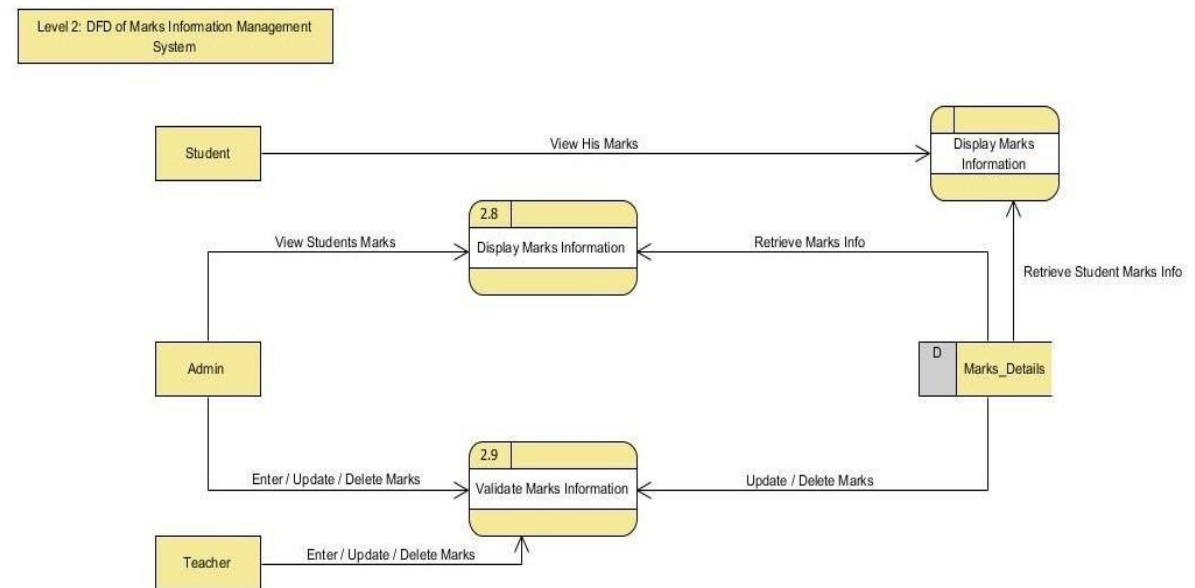 Level 2: DFD of Marks Information Management
System
Student
View His Marks
Display Marks
Information
2.8
View Students Marks
Display Marks Information
Retrieve Marks Info
Retrieve Student Marks Info
Admin
D
Marks_Details
2.9
Enter / Update / Delete Marks
Validate Marks Information
Update / Delete Marks
Teacher
Enter / Update / Delete Marks